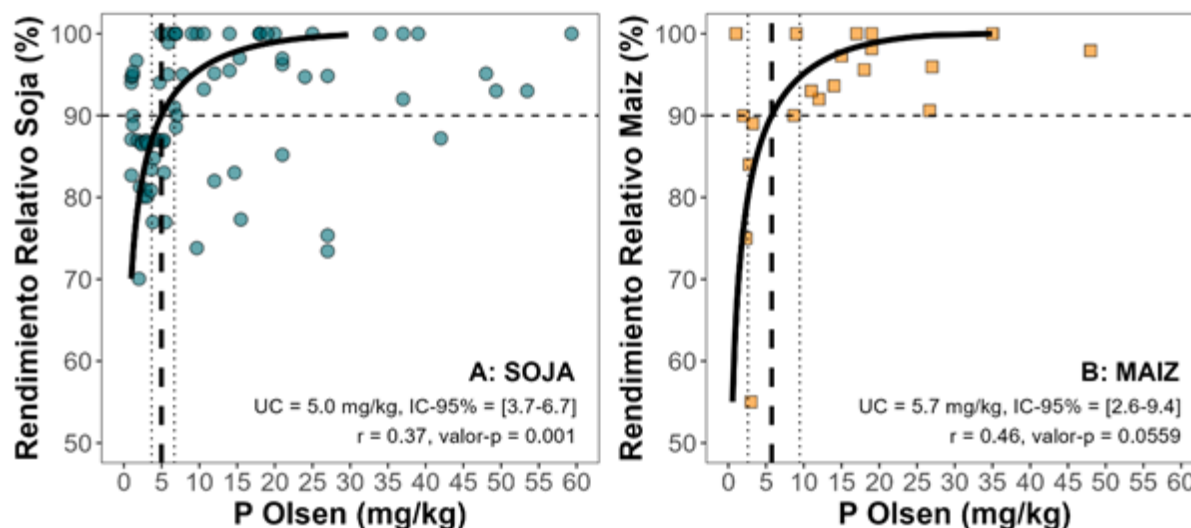 Rendimiento Relativo Soja (%)
100
90
80
70
60
50
A: SOJA
UC = 5.0 mg/kg, IC-95% = [3.7-6.7]
r = 0.37, valor-p = 0.001
0 5 10 15 20 25 30 35 40 45 50 55 60
P Olsen (mg/kg)
Rendimiento Relativo Maiz (%)
100
90
80
70
60
50
B: MAIZ
UC = 5.7 mg/kg, IC-95% = [2.6-9.4]
r = 0.46, valor-p = 0.0559
0 5 10 15 20 25 30 35 40 45 50 55 60
P Olsen (mg/kg)